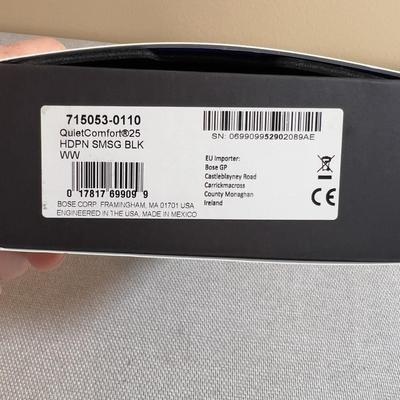 715053-0110
QuietComfort®25
HDPN SMSG BLK
WW
0 17817 69909 9
BOSE CORP. FRAMINGHAM, MA 01701 USA
ENGINEERED IN THE USA, MADE IN MEXICO
SN: 069909952902089AE
EU Importer:
Bose GP
Castleblayney Road
Carrickmacross
County Monaghan
Ireland
CE